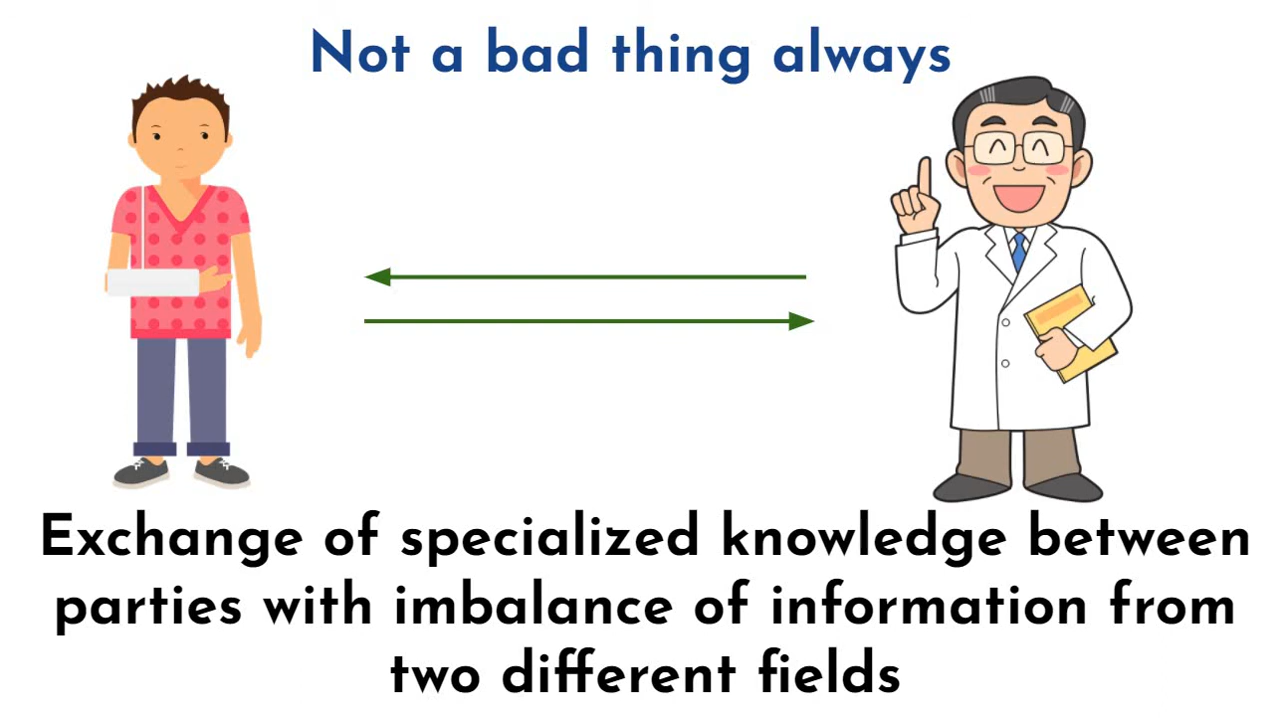 Not a bad thing always
Exchange of specialized knowledge between
parties with imbalance of information from
two different fields